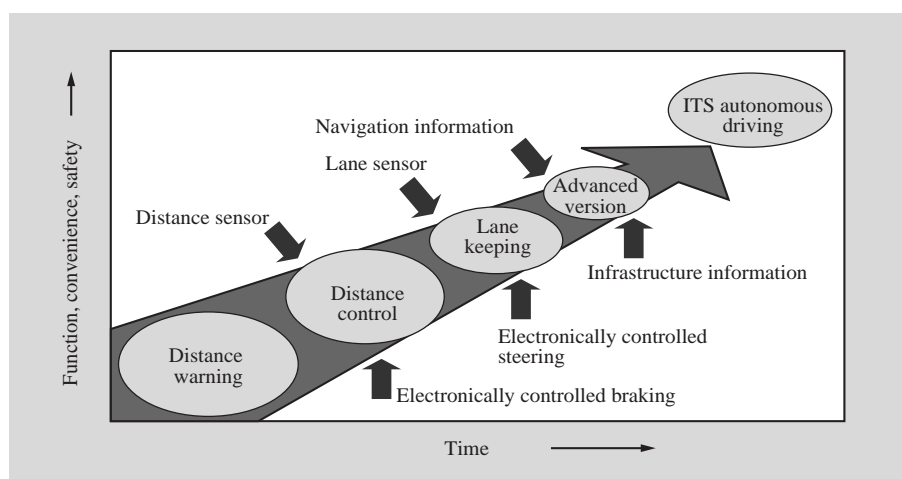 Function, convenience, safety
ITS autonomous
driving
Navigation information
Lane sensor
Advanced
version
Distance sensor
Lane
keeping
Infrastructure information
Distance
control
Electronically controlled
steering
Distance
warning
Electronically controlled braking
Time